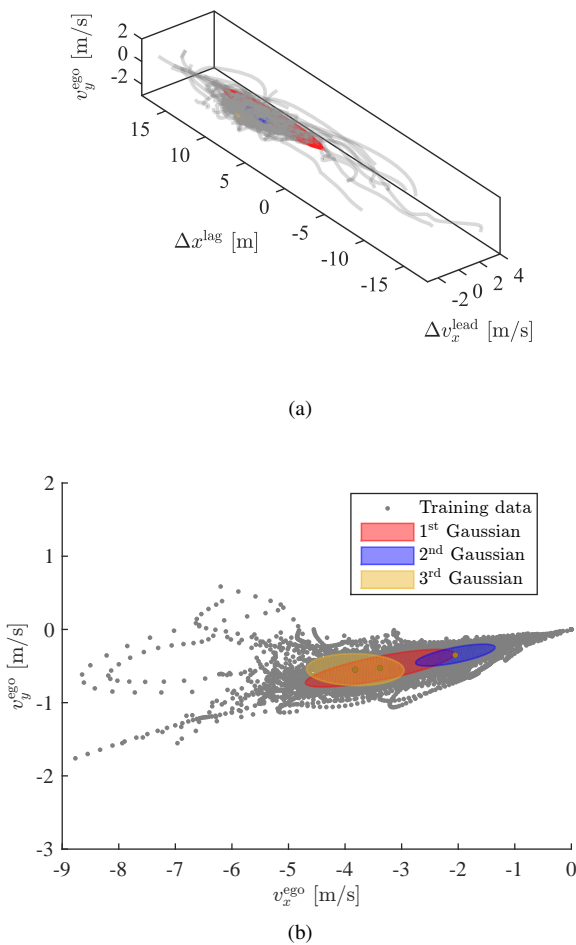 2
0
-2
v_y^ego [m/s]
15
10
5
0
-5
-10
-15
Δx^lag [m]
-2 0 2 4
Δv_x^lead [m/s]
(a)
2
1
0
-1
-2
-3
v_y^ego [m/s]
Training data
1^st Gaussian
2^nd Gaussian
3^rd Gaussian
-9 -8 -7 -6 -5 -4 -3 -2 -1 0
v_x^ego [m/s]
(b)